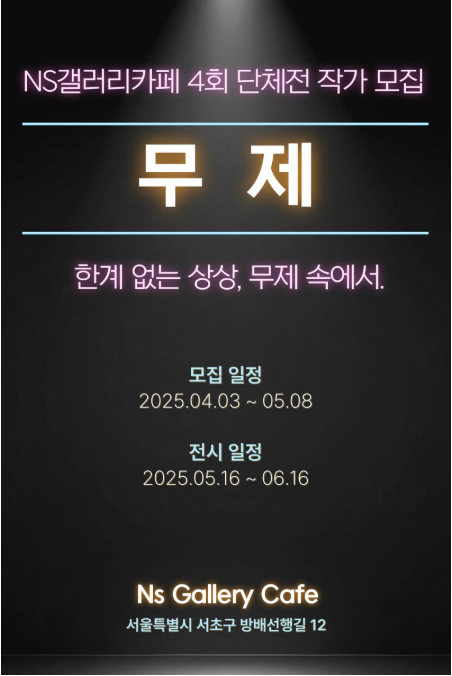 NS갤러리카페 4회 단체전 작가 모집
무 제
한계 없는 상상, 무제 속에서.
모집 일정
2025.04.03 ~ 05.08
전시 일정
2025.05.16 ~ 06.16
Ns Gallery Cafe
서울특별시 서초구 방배선행길 12